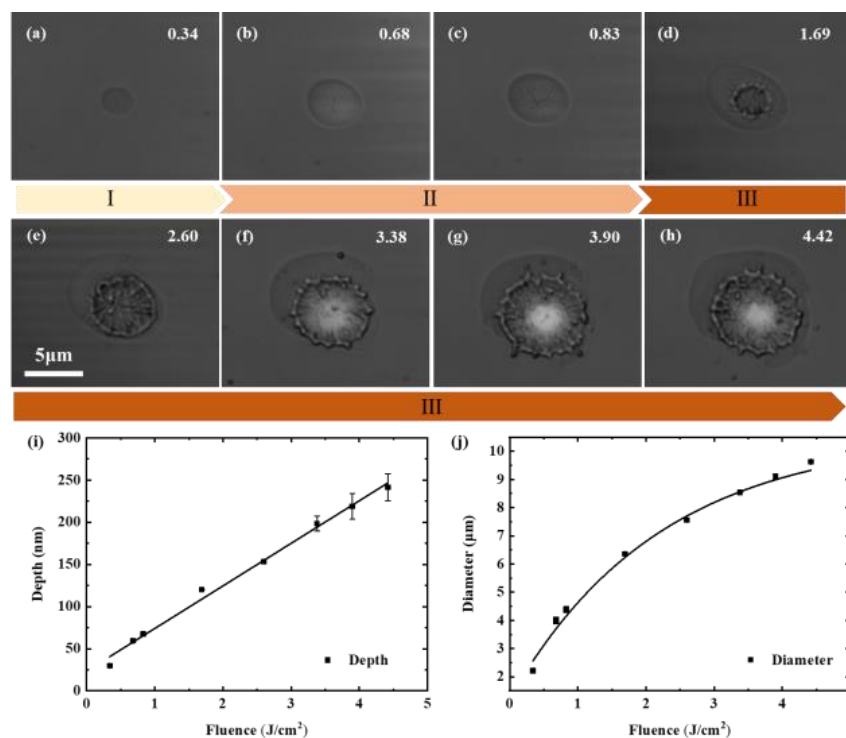 (a) 0.34 (b) 0.68 (c) 0.83 (d) 1.69
I II III
(e) 2.60 (f) 3.38 (g) 3.90 (h) 4.42
5μm
III
(i)
300
250
200
150
100
50
0
Depth (nm)
Depth
0 1 2 3 4 5
Fluence (J/cm²)
(j)
10
9
8
7
6
5
4
3
2
Diameter (μm)
Diameter
0 1 2 3 4
Fluence (J/cm²)